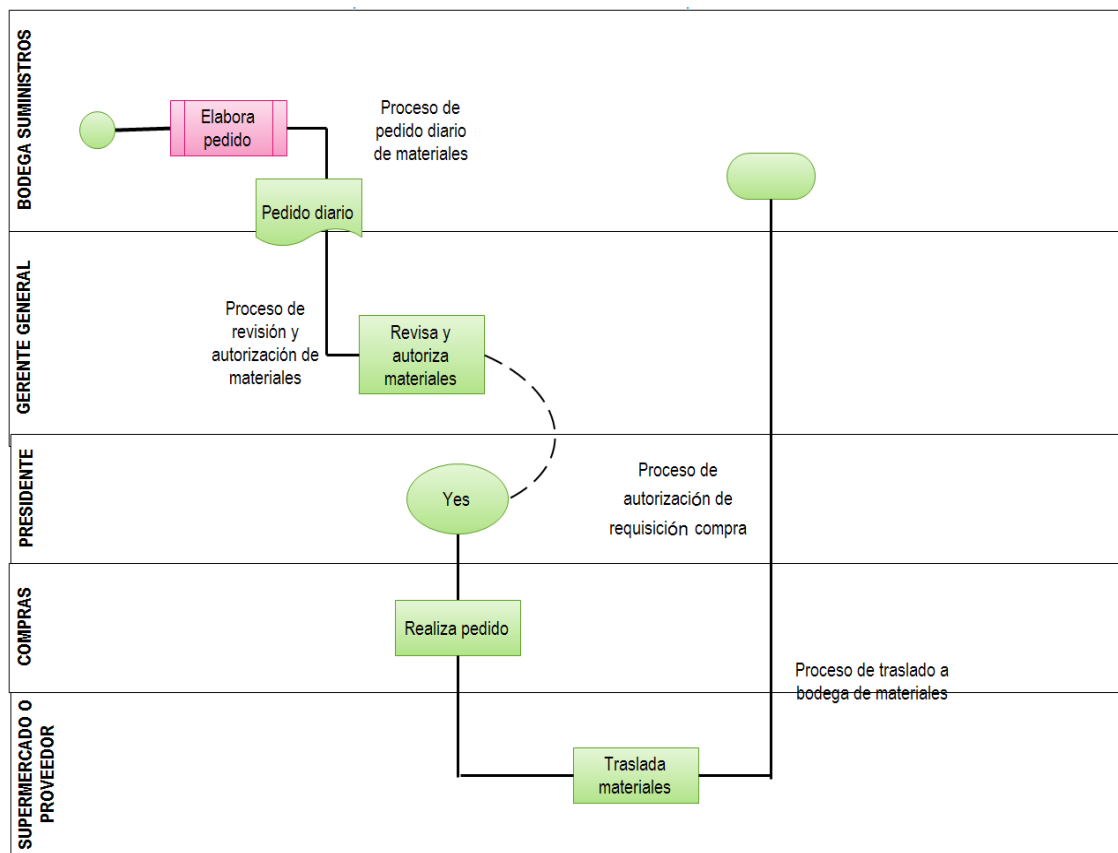 BODEGA SUMINISTROS
Elabora
pedido
Proceso de
pedido diario
de materiales
Pedido diario
GERENTE GENERAL
Proceso de
revisión y
autorización de
materiales
Revisa y
autoriza
materiales
PRESIDENTE
Yes
Proceso de
autorización de
requisición compra
COMPRAS
Realiza pedido
Proceso de traslado a
bodega de materiales
SUPERMERCADO O
PROVEEDOR
Traslada
materiales